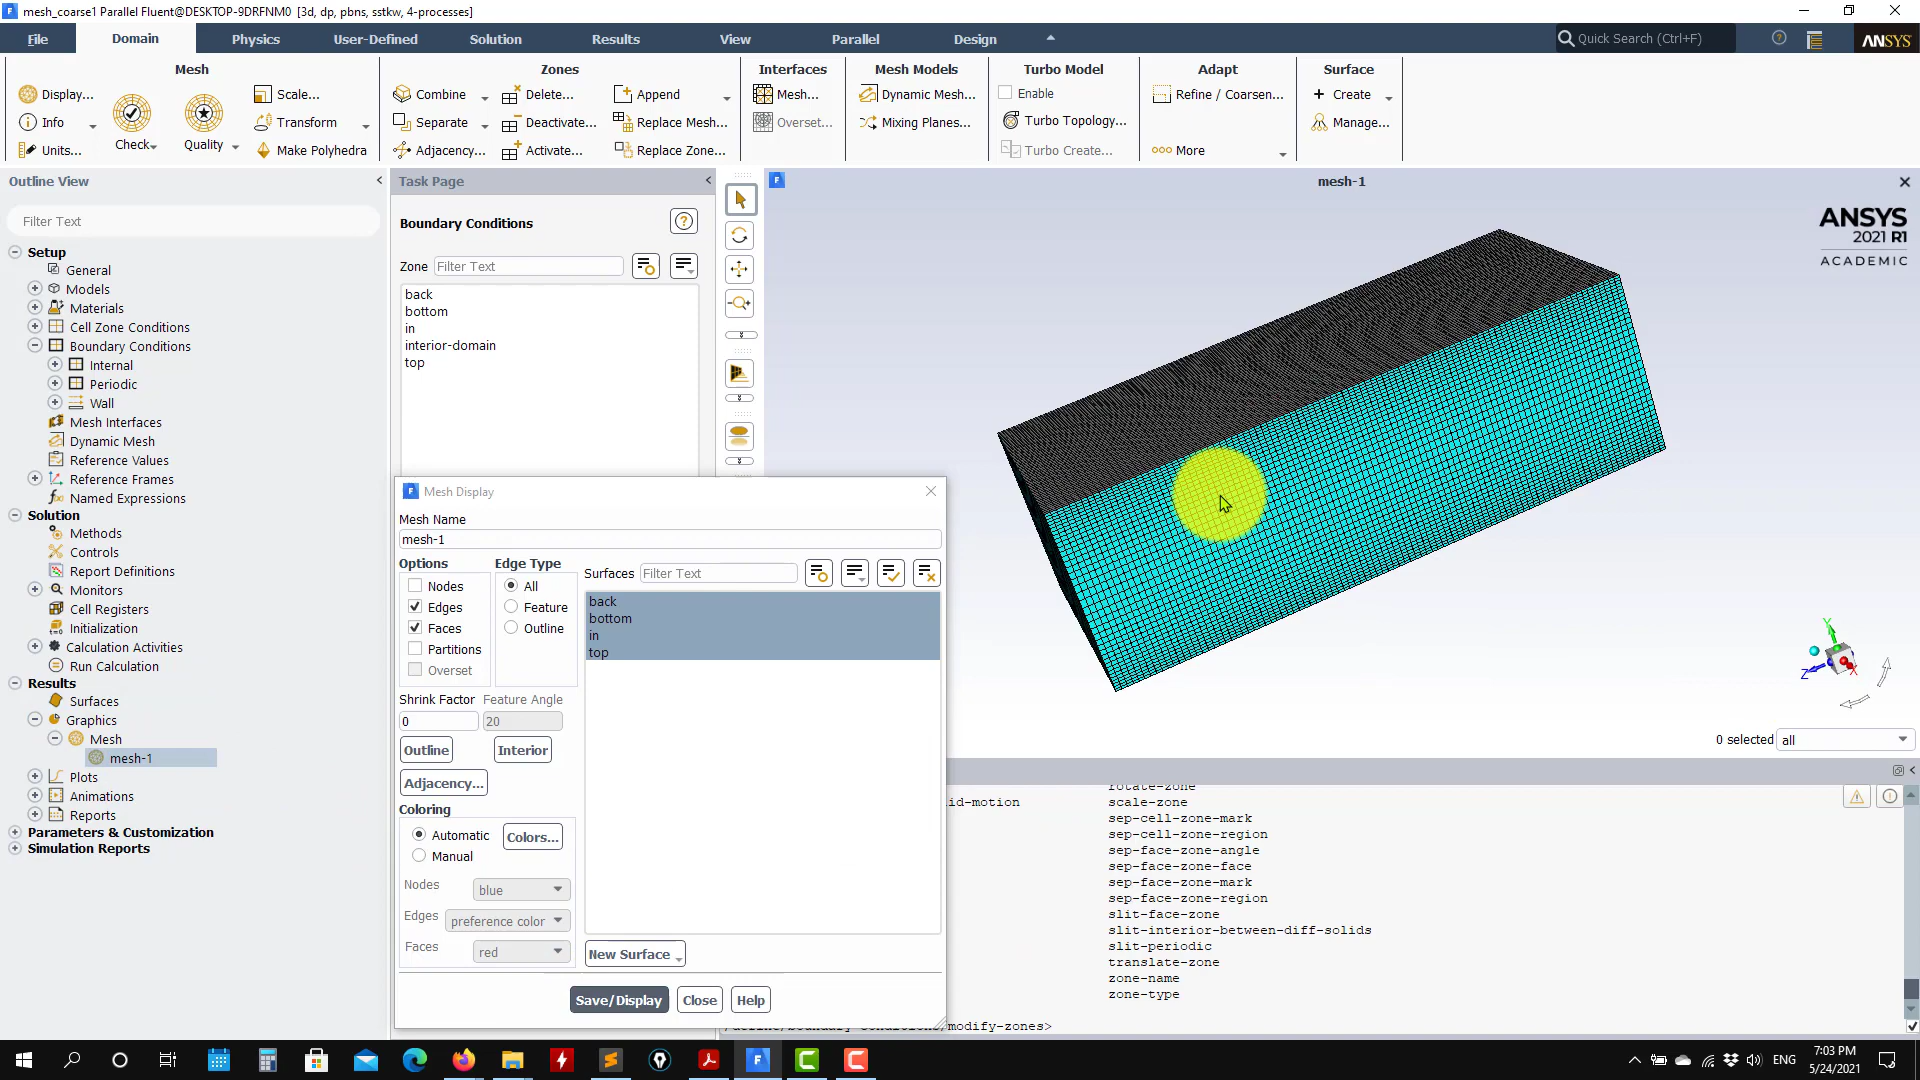 mesh_coarse1 Parallel Fluent@DESKTOP-9DRFNM0 [3d, dp, pbns, sstkw, 4-processes]
File
Domain
Physics
User-Defined
Solution
Results
View
Parallel
Design
Quick Search (Ctrl+F)
ANSYS
Mesh
Display...
Info
Units...
Check
Quality
Scale...
Transform
Make Polyhedra
Zones
Combine
Separate
Adjacency...
Delete...
Deactivate...
Activate...
Append
Replace Mesh...
Replace Zone...
Interfaces
Mesh...
Overset...
Mesh Models
Dynamic Mesh...
Mixing Planes...
Turbo Model
Enable
Turbo Topology...
Turbo Create...
Adapt
Refine / Coarsen...
More
Surface
Create
Manage...
Outline View
Filter Text
Setup
General
Models
Materials
Cell Zone Conditions
Boundary Conditions
Internal
Periodic
Wall
Mesh Interfaces
Dynamic Mesh
Reference Values
Reference Frames
Named Expressions
Solution
Methods
Controls
Report Definitions
Monitors
Cell Registers
Initialization
Calculation Activities
Run Calculation
Results
Surfaces
Graphics
Mesh
mesh-1
Plots
Animations
Reports
Parameters & Customization
Simulation Reports
Task Page
Boundary Conditions
Zone Filter Text
back
bottom
in
interior-domain
top
Mesh Display
Mesh Name
mesh-1
Options
Nodes
Edges
Faces
Partitions
Overset
Edge Type
All
Feature
Outline
Shrink Factor Feature Angle
0 20
Outline
Interior
Adjacency...
Coloring
Automatic
Manual
Colors...
Nodes blue
Edges preference color
Faces red
Surfaces Filter Text
back
bottom
in
top
New Surface
Save/Display
Close
Help
mesh-1
ANSYS
2021 R1
ACADEMIC
Y
Z
X
0 selected all
rotate-zone
id-motion scale-zone
sep-cell-zone-mark
sep-cell-zone-region
sep-face-zone-angle
sep-face-zone-face
sep-face-zone-mark
sep-face-zone-region
slit-face-zone
slit-interior-between-diff-solids
slit-periodic
translate-zone
zone-name
zone-type
/define/boundary-conditions/modify-zones>
ENG
7:03 PM
5/24/2021